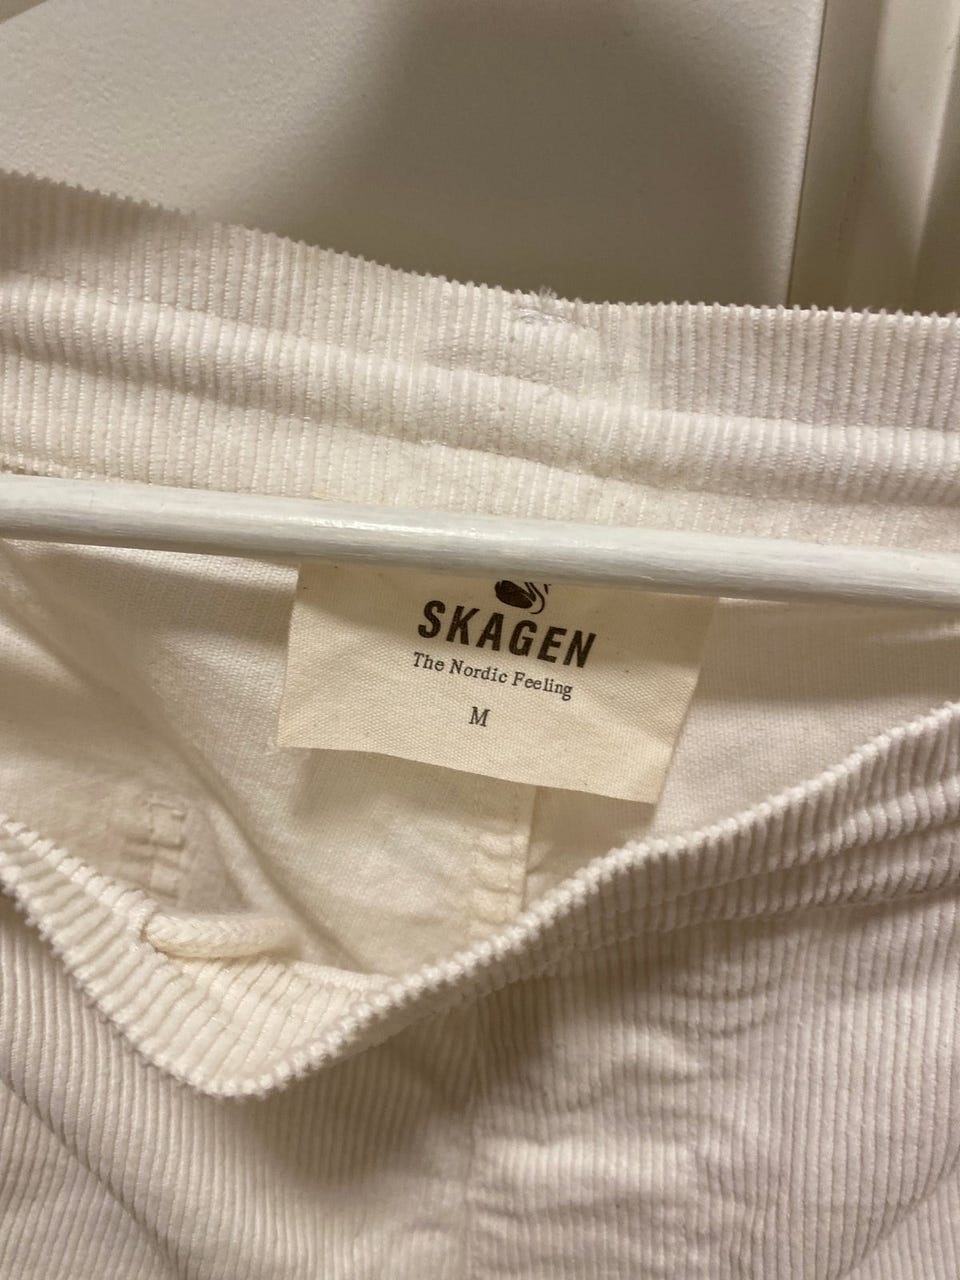 SKAGEN
The Nordic Feeling
M